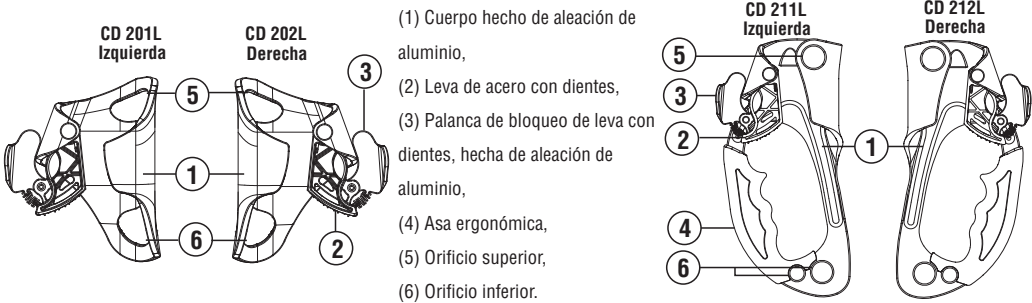 CD 201L
Izquierda
CD 202L
Derecha
5
3
1
6
2
(1) Cuerpo hecho de aleación de
aluminio,
(2) Leva de acero con dientes,
(3) Palanca de bloqueo de leva con
dientes, hecha de aleación de
aluminio,
(4) Asa ergonómica,
(5) Orificio superior,
(6) Orificio inferior.
CD 211L
Izquierda
CD 212L
Derecha
5
3
2
1
4
6